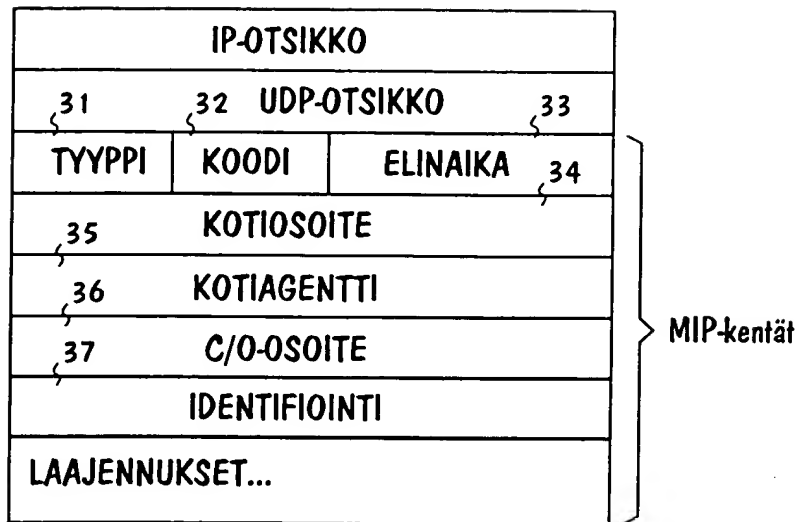 IP-OTSIKKO
31 32 UDP-OTSIKKO 33
TYYPPI KOODI ELINAIKA 34
35 KOTIOSOITE
36 KOTIAGENTTI
37 C/O-OSOITE
IDENTIFIOINTI
LAAJENNUKSET...
MIP-kentät